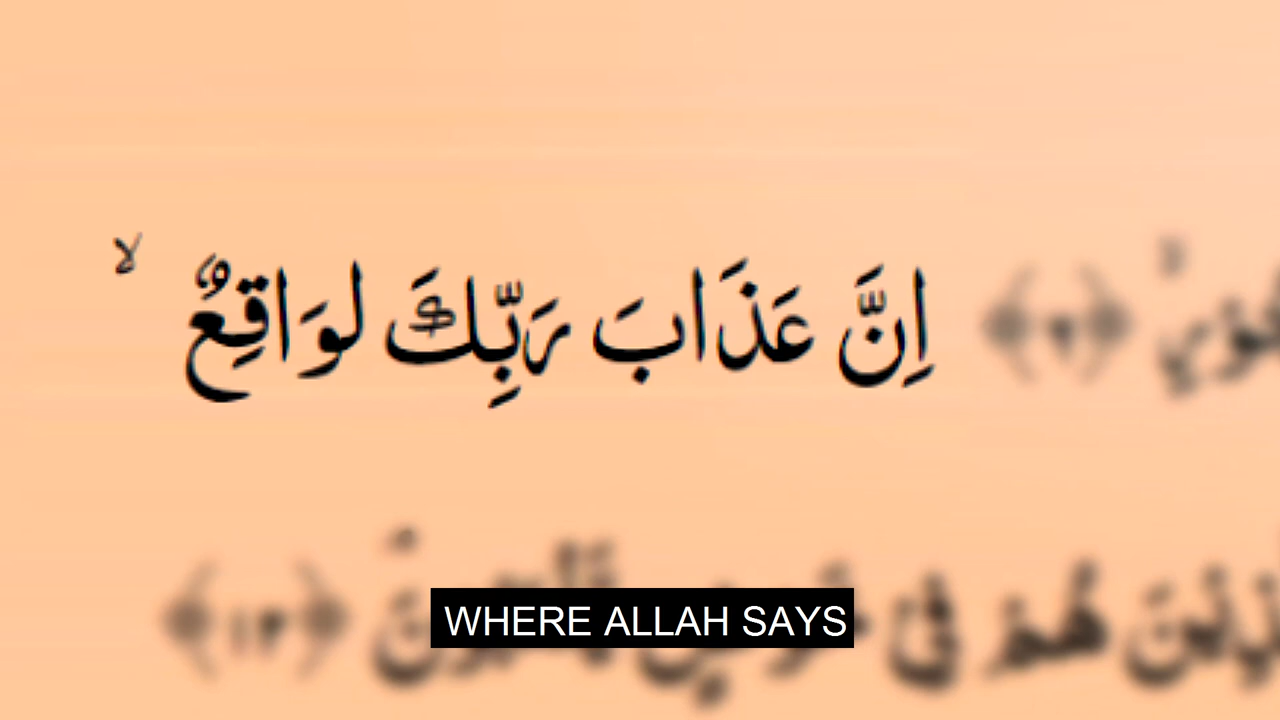 اِنَّ عَذَابَ رَبِّكَ لَوَاقِعٌ ۙ
هُمْ فِیْ
WHERE ALLAH SAYS